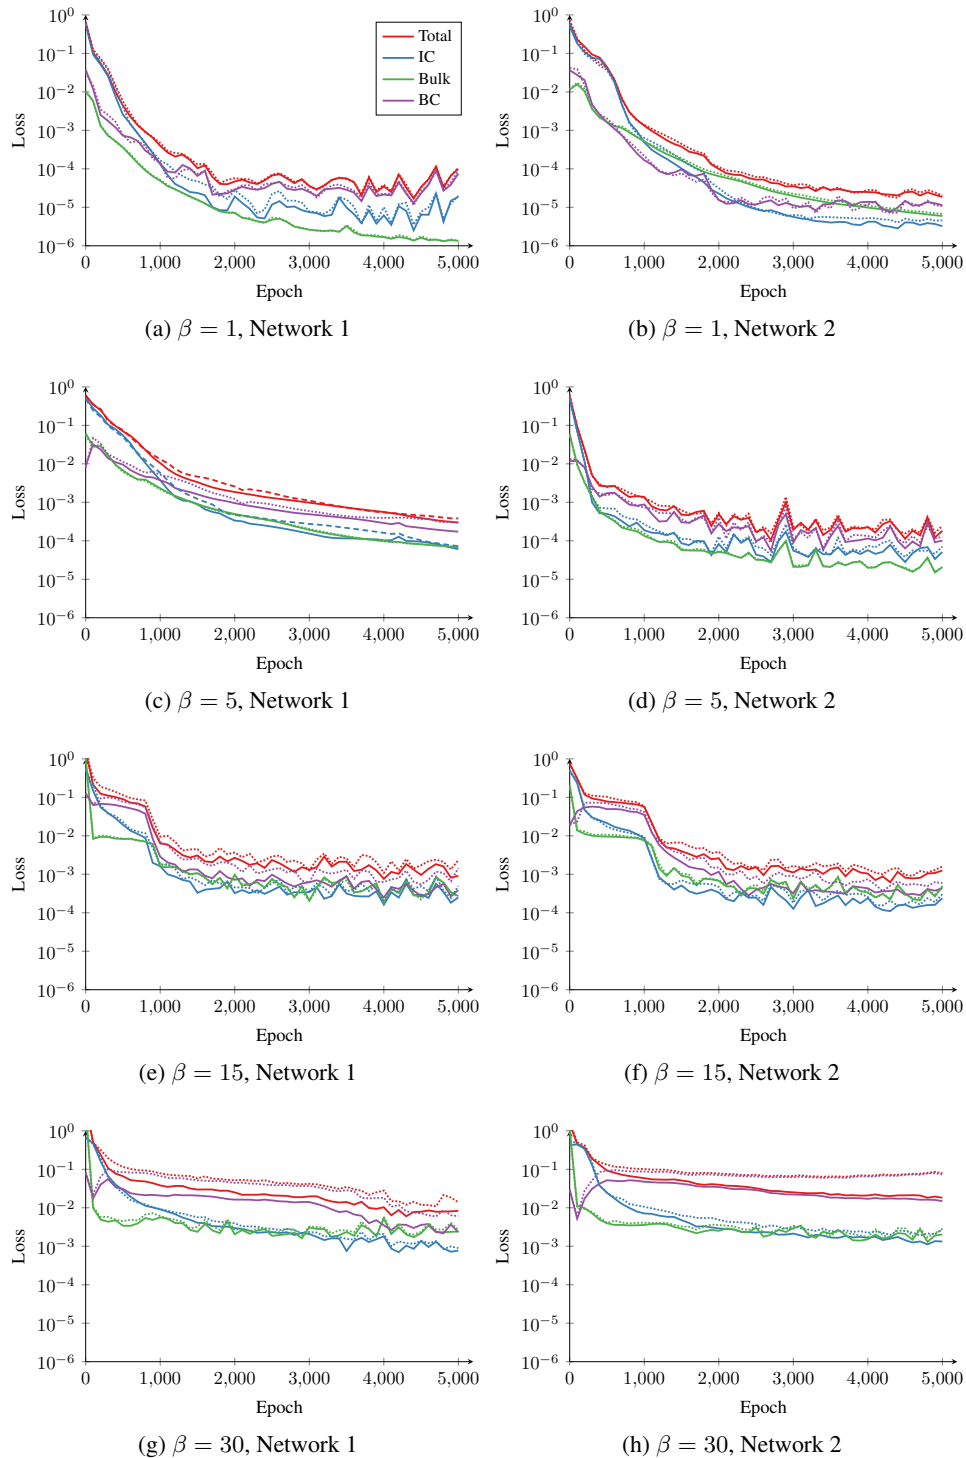 10^0
10^-1
10^-2
10^-3
10^-4
10^-5
10^-6
Loss
0 1,000 2,000 3,000 4,000 5,000
Epoch
Total
IC
Bulk
BC
(a) β = 1, Network 1
10^0
10^-1
10^-2
10^-3
10^-4
10^-5
10^-6
Loss
0 1,000 2,000 3,000 4,000 5,000
Epoch
(b) β = 1, Network 2
10^0
10^-1
10^-2
10^-3
10^-4
10^-5
10^-6
Loss
0 1,000 2,000 3,000 4,000 5,000
Epoch
(c) β = 5, Network 1
10^0
10^-1
10^-2
10^-3
10^-4
10^-5
10^-6
Loss
0 1,000 2,000 3,000 4,000 5,000
Epoch
(d) β = 5, Network 2
10^0
10^-1
10^-2
10^-3
10^-4
10^-5
10^-6
Loss
0 1,000 2,000 3,000 4,000 5,000
Epoch
(e) β = 15, Network 1
10^0
10^-1
10^-2
10^-3
10^-4
10^-5
10^-6
Loss
0 1,000 2,000 3,000 4,000 5,000
Epoch
(f) β = 15, Network 2
10^0
10^-1
10^-2
10^-3
10^-4
10^-5
10^-6
Loss
0 1,000 2,000 3,000 4,000 5,000
Epoch
(g) β = 30, Network 1
10^0
10^-1
10^-2
10^-3
10^-4
10^-5
10^-6
Loss
0 1,000 2,000 3,000 4,000 5,000
Epoch
(h) β = 30, Network 2